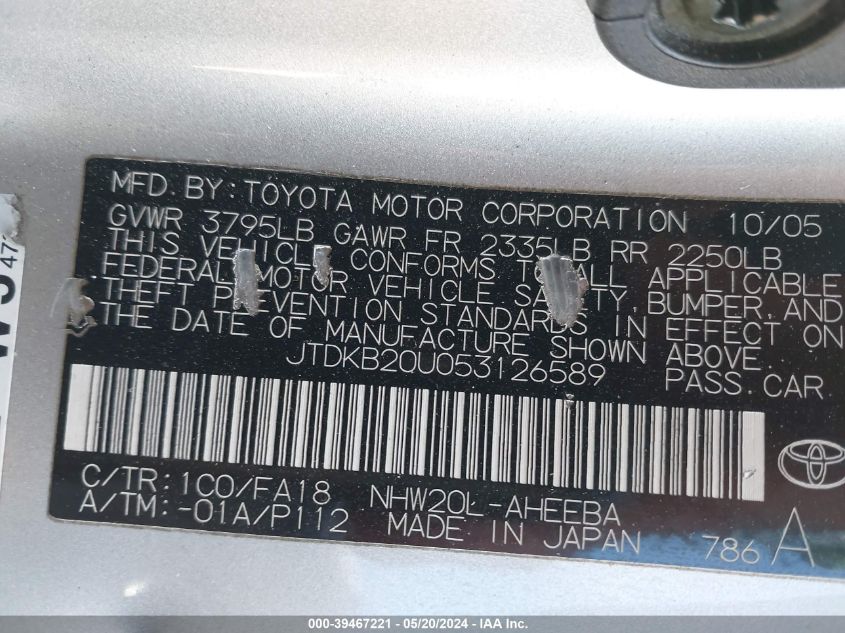 MFD.BY:TOYOTA MOTOR CORPORATION 10/05
GVWR 3795LB GAWR FR 2335LB RR 2250LB
THIS VEHICLE CONFORMS TO ALL APPLICABLE
FEDERAL MOTOR VEHICLE SAFETY, BUMPER, AND
THEFT PREVENTION STANDARDS IN EFFECT ON
THE DATE OF MANUFACTURE SHOWN ABOVE.
JTDKB20U053126589 PASS.CAR
C/TR:1C0/FA18 NHW20L-AHEEBA
A/TM:-01A/P112 MADE IN JAPAN 786 A
47
000-39467221 - 05/20/2024 - IAA Inc.